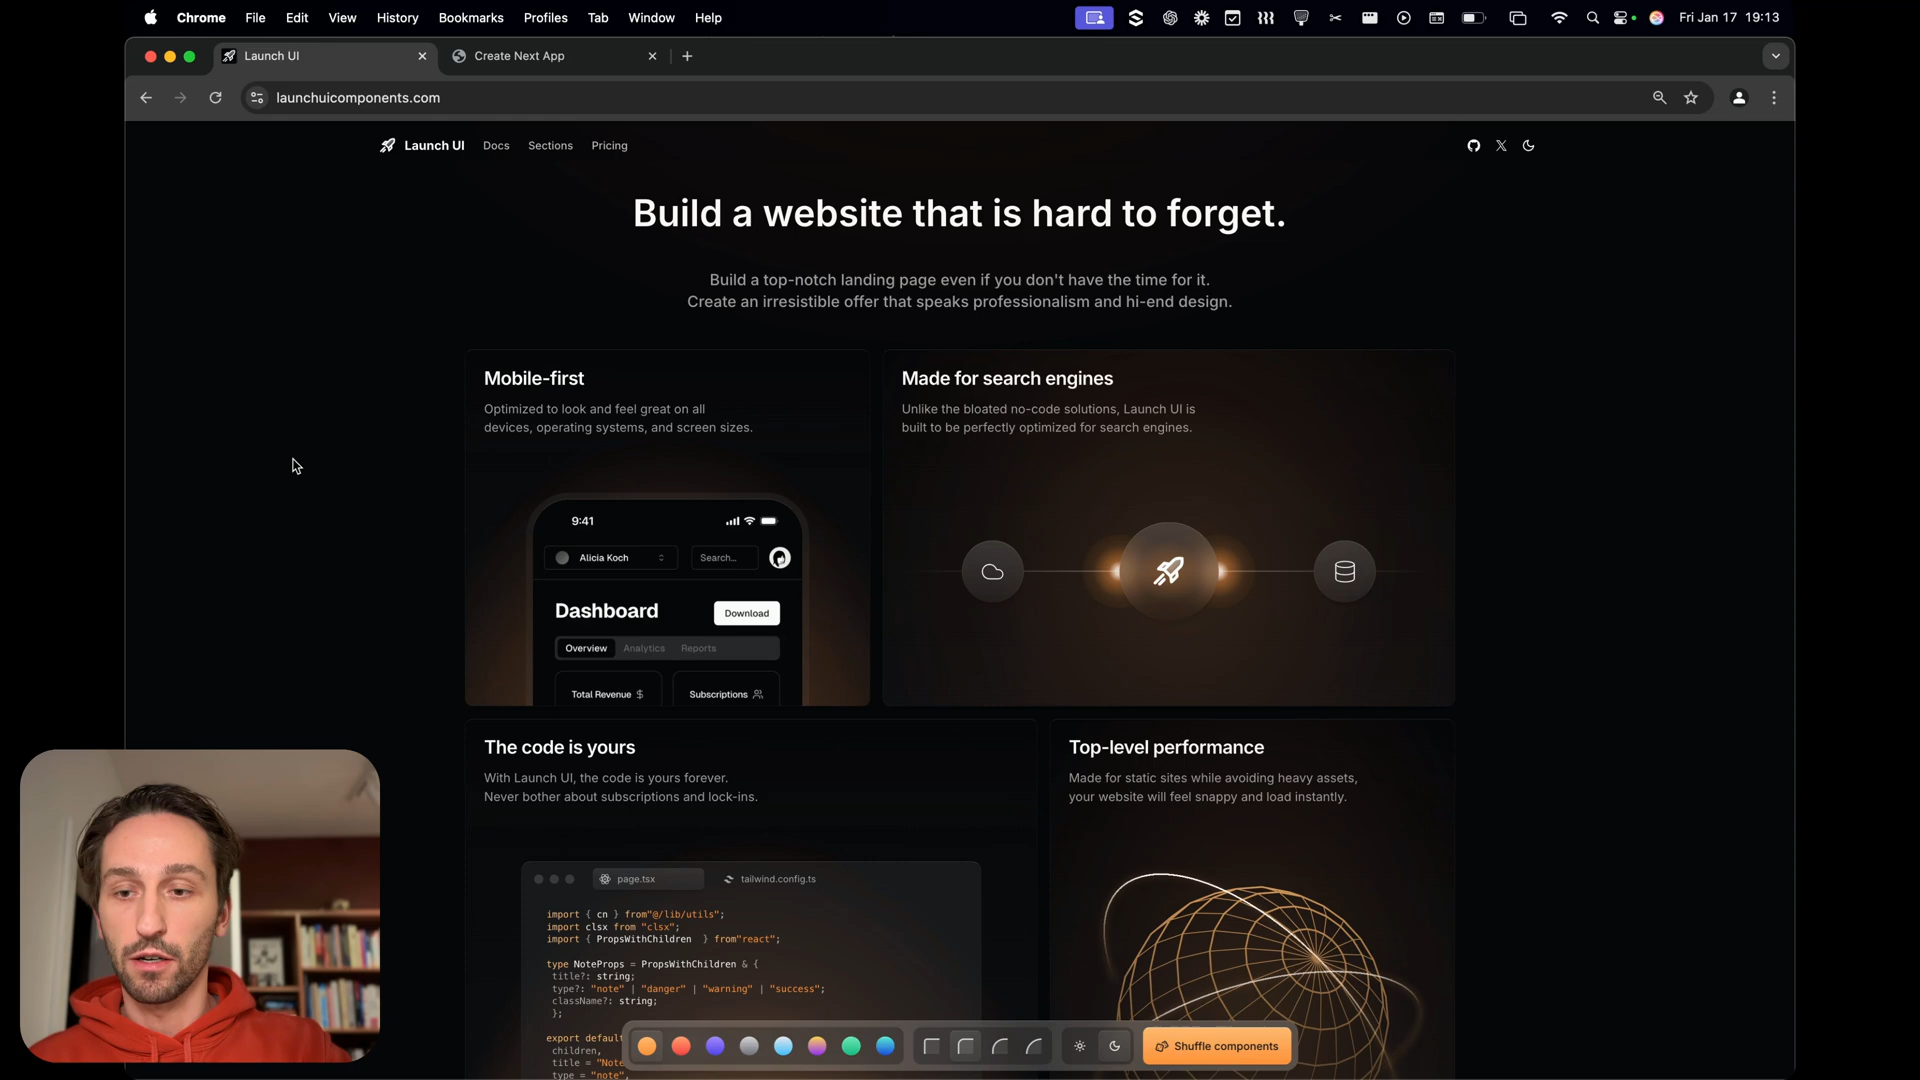 Chrome File Edit View History Bookmarks Profiles Tab Window Help Fri Jan 17 19:13
Launch UI
Create Next App
launchuicomponents.com
Launch UI Docs Sections Pricing
Build a website that is hard to forget.
Build a top-notch landing page even if you don't have the time for it.
Create an irresistible offer that speaks professionalism and hi-end design.
Mobile-first
Optimized to look and feel great on all
devices, operating systems, and screen sizes.
9:41
Alicia Koch
Search...
Dashboard
Download
Overview Analytics Reports
Total Revenue
Subscriptions
Made for search engines
Unlike the bloated no-code solutions, Launch UI is
built to be perfectly optimized for search engines.
The code is yours
With Launch UI, the code is yours forever.
Never bother about subscriptions and lock-ins.
page.tsx
tailwind.config.ts
import { cn } from"@/lib/utils";
import clsx from "clsx";
import { PropsWithChildren } from"react";
type NoteProps = PropsWithChildren & {
title?: string;
type?: "note" | "danger" | "warning" | "success";
className?: string;
};
export default
children,
title = "Note
type = "note",
Top-level performance
Made for static sites while avoiding heavy assets,
your website will feel snappy and load instantly.
Shuffle components